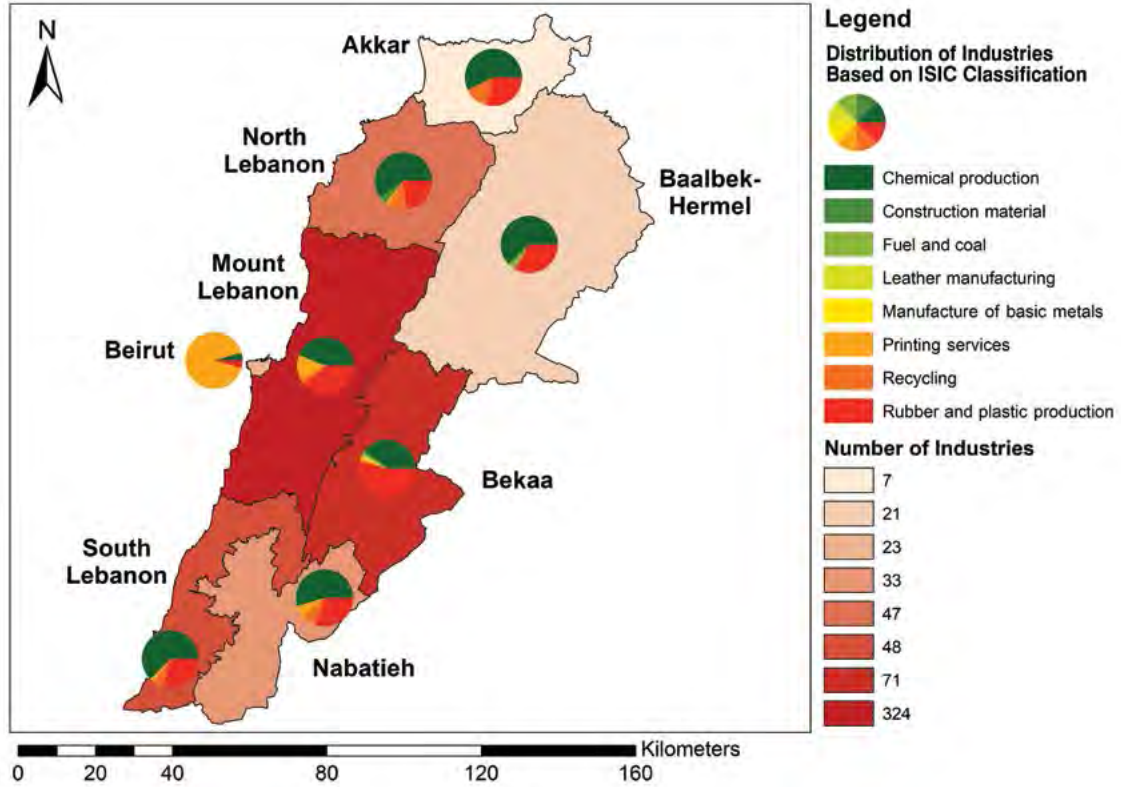 N
Akkar
North
Lebanon
Baalbek-
Hermel
Mount
Lebanon
Beirut
Bekaa
South
Lebanon
Nabatieh
Kilometers
0 20 40 80 120 160
Legend
Distribution of Industries
Based on ISIC Classification
Chemical production
Construction material
Fuel and coal
Leather manufacturing
Manufacture of basic metals
Printing services
Recycling
Rubber and plastic production
Number of Industries
7
21
23
33
47
48
71
324